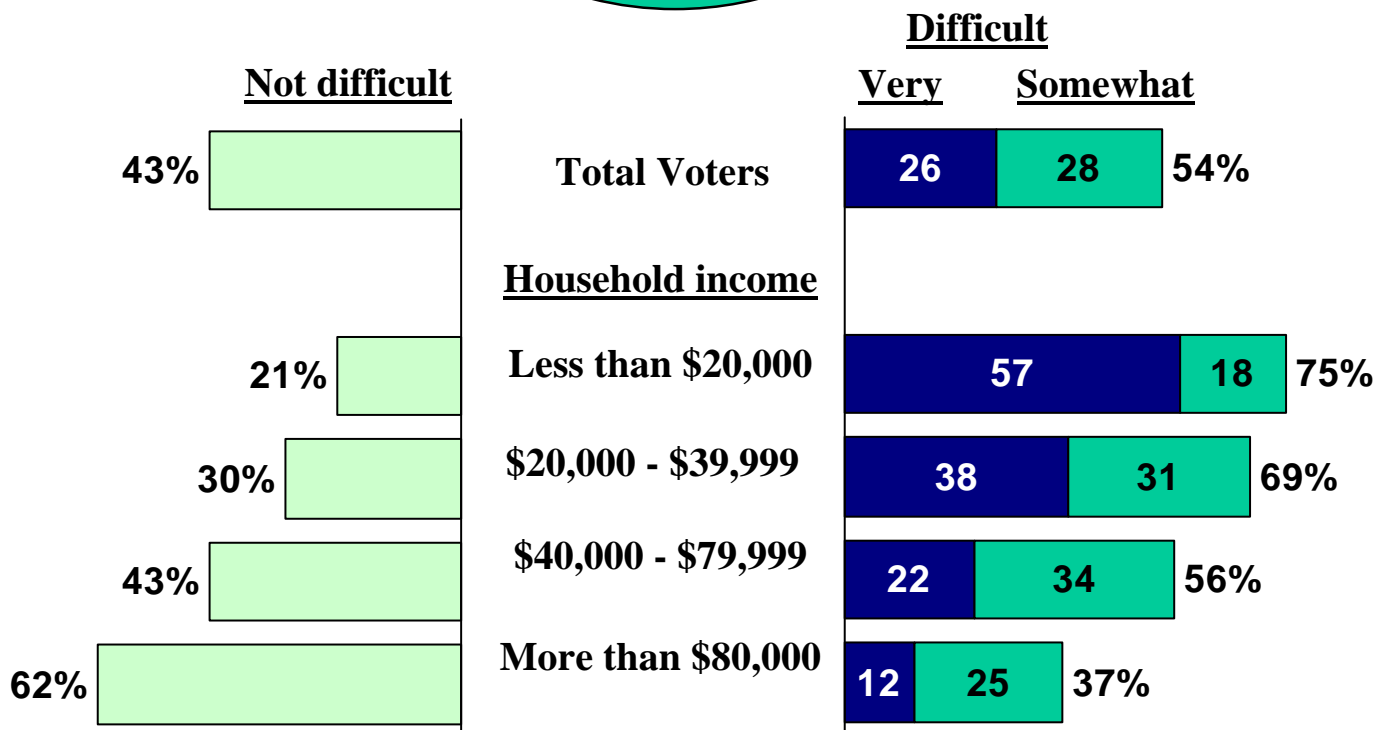 Difficult
Not difficult Very Somewhat
43% Total Voters 26 28 54%
Household income
21% Less than $20,000 57 18 75%
30% $20,000 - $39,999 38 31 69%
43% $40,000 - $79,999 22 34 56%
62% More than $80,000 12 25 37%